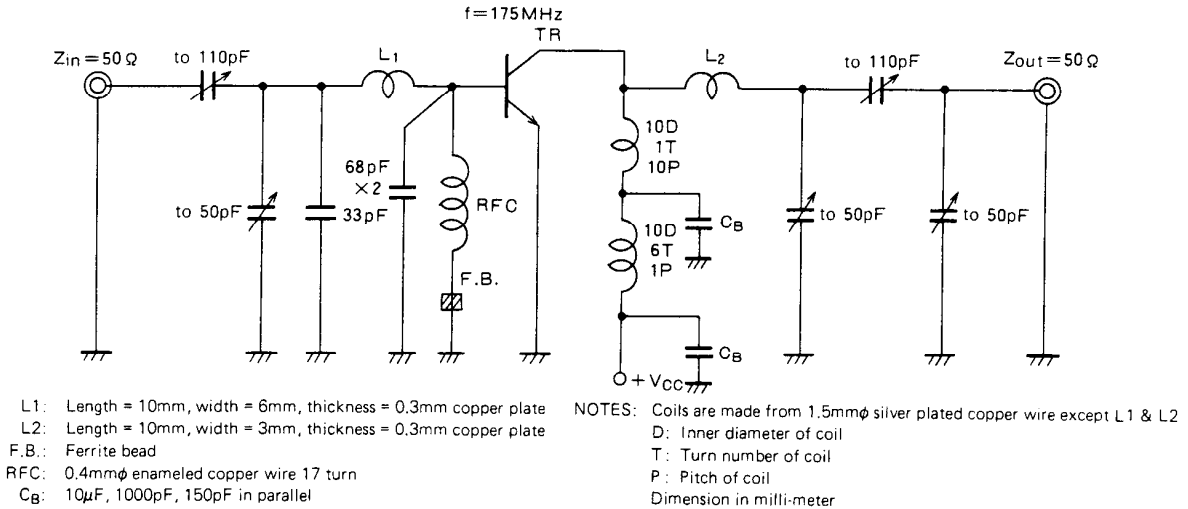 f=175MHz
TR
Zin=50Ω
to 110pF
L1
L2
to 110pF
Zout=50Ω
10D
1T
10P
68pF
×2
33pF
to 50pF
RFC
CB
to 50pF
to 50pF
10D
6T
1P
F.B.
CB
+VCC
L1: Length = 10mm, width = 6mm, thickness = 0.3mm copper plate
L2: Length = 10mm, width = 3mm, thickness = 0.3mm copper plate
F.B.: Ferrite bead
RFC: 0.4mmφ enameled copper wire 17 turn
CB: 10μF, 1000pF, 150pF in parallel
NOTES: Coils are made from 1.5mmφ silver plated copper wire except L1 & L2
D: Inner diameter of coil
T: Turn number of coil
P: Pitch of coil
Dimension in milli-meter